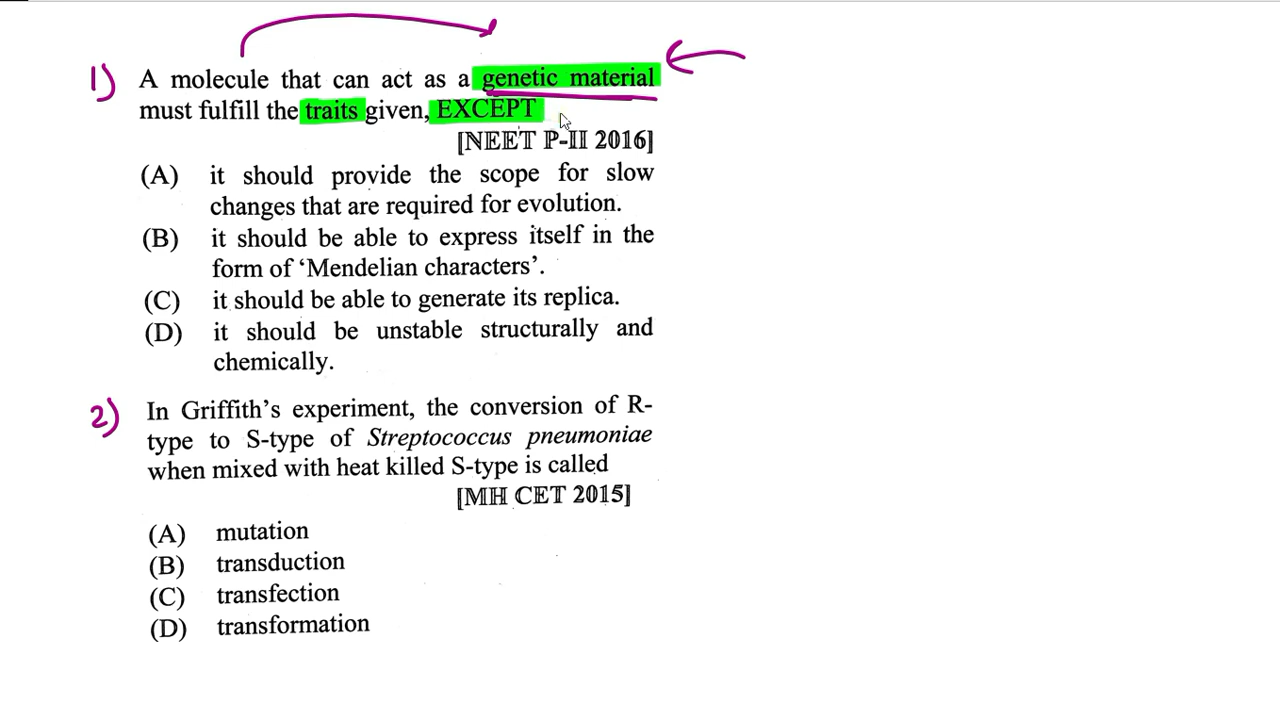 1) A molecule that can act as a genetic material
must fulfill the traits given, EXCEPT
[NEET P-II 2016]
(A) it should provide the scope for slow
changes that are required for evolution.
(B) it should be able to express itself in the
form of ‘Mendelian characters’.
(C) it should be able to generate its replica.
(D) it should be unstable structurally and
chemically.
2) In Griffith’s experiment, the conversion of R-
type to S-type of Streptococcus pneumoniae
when mixed with heat killed S-type is called
[MH CET 2015]
(A) mutation
(B) transduction
(C) transfection
(D) transformation